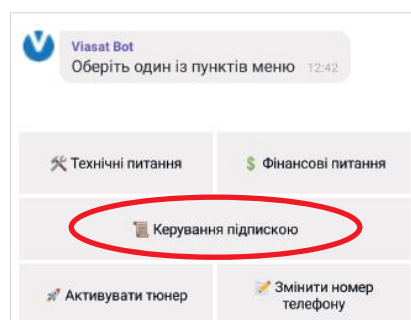 Viasat Bot
Оберіть один із пунктів меню 12:42
🛠 Технічні питання
💲 Фінансові питання
📜 Керування підпискою
🚀 Активувати тюнер
📝 Змінити номер
телефону